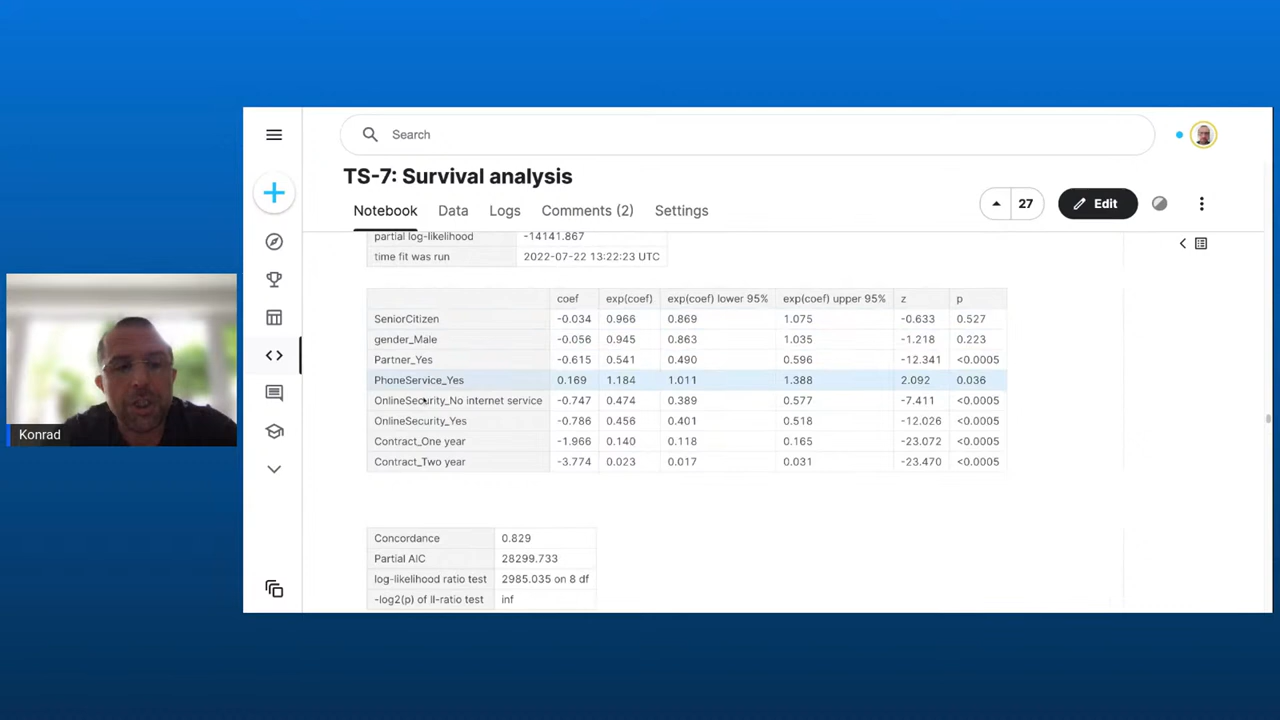 Search
TS-7: Survival analysis
Notebook Data Logs Comments (2) Settings
27 Edit
partial log-likelihood -14141.867
time fit was run 2022-07-22 13:22:23 UTC
coef exp(coef) exp(coef) lower 95% exp(coef) upper 95% z p
SeniorCitizen -0.034 0.966 0.869 1.075 -0.633 0.527
gender_Male -0.056 0.945 0.863 1.035 -1.218 0.223
Partner_Yes -0.615 0.541 0.490 0.596 -12.341 <0.0005
PhoneService_Yes 0.169 1.184 1.011 1.388 2.092 0.036
OnlineSecurity_No internet service -0.747 0.474 0.389 0.577 -7.411 <0.0005
OnlineSecurity_Yes -0.786 0.456 0.401 0.518 -12.026 <0.0005
Contract_One year -1.966 0.140 0.118 0.165 -23.072 <0.0005
Contract_Two year -3.774 0.023 0.017 0.031 -23.470 <0.0005
Concordance 0.829
Partial AIC 28299.733
log-likelihood ratio test 2985.035 on 8 df
-log2(p) of ll-ratio test inf
Konrad